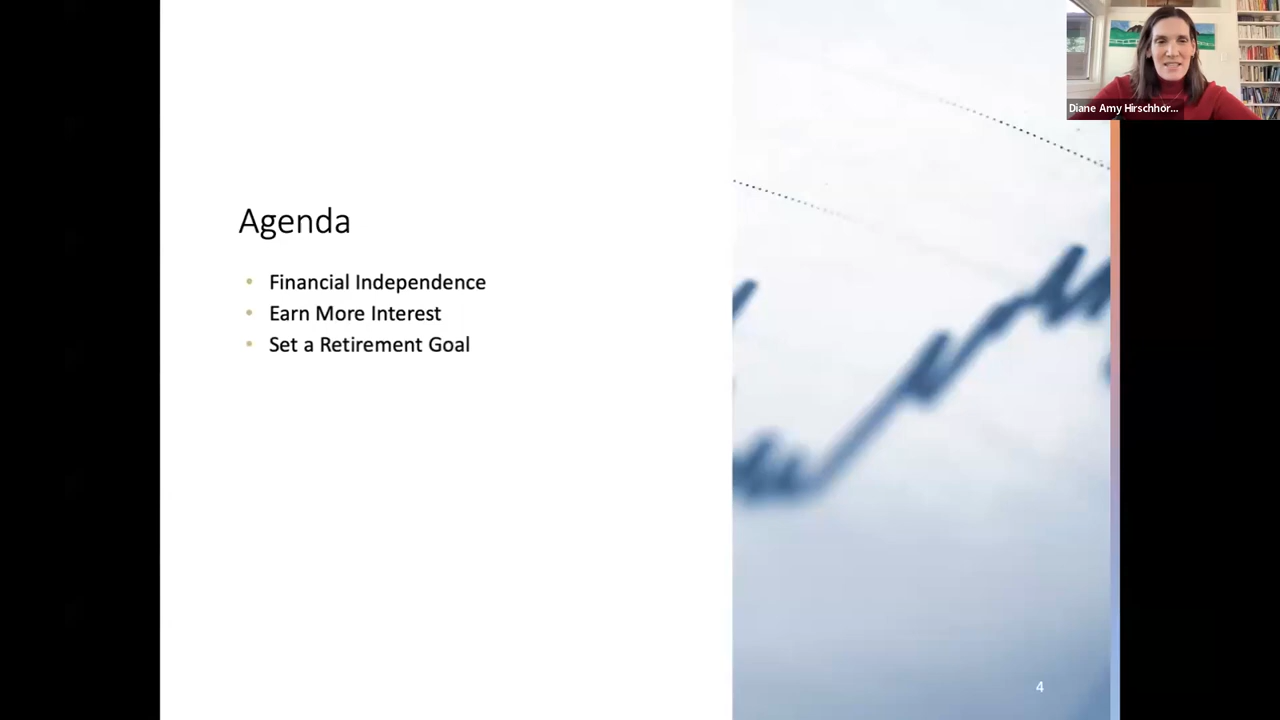 Diane Amy Hirschhor...
Agenda
• Financial Independence
• Earn More Interest
• Set a Retirement Goal
4